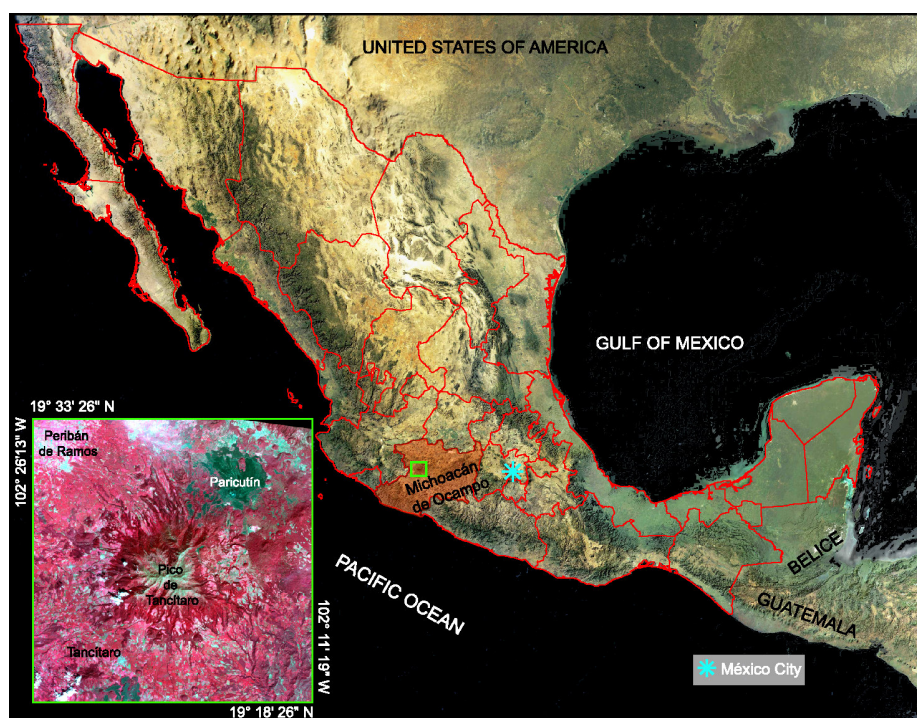 UNITED STATES OF AMERICA
GULF OF MEXICO
19° 33' 26" N
102° 26'13" W
Peribán
de Ramos
Paricutín
Michoacán
de Ocampo
Pico
de
Tancítaro
Tancítaro
102° 11' 19" W
19° 18' 26" N
PACIFIC OCEAN
BELICE
GUATEMALA
México City